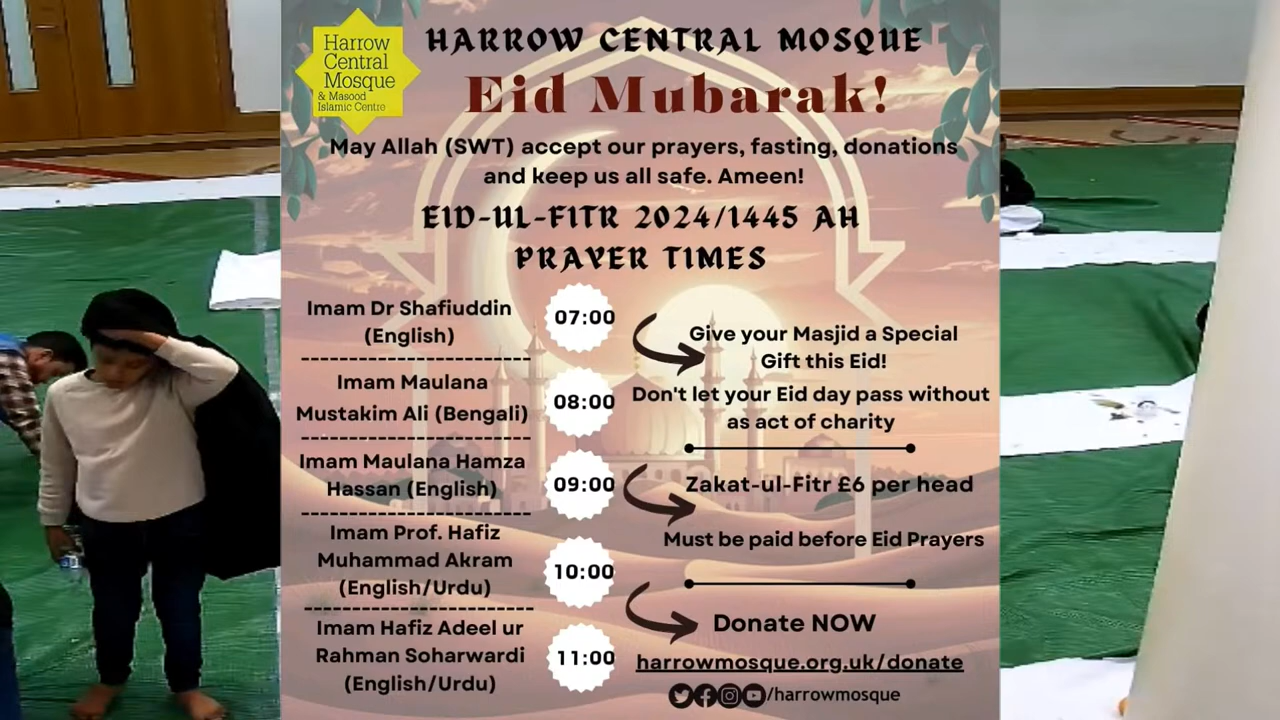 Harrow
Central
Mosque
& Masood
Islamic Centre
HARROW CENTRAL MOSQUE
Eid Mubarak!
May Allah (SWT) accept our prayers, fasting, donations
and keep us all safe. Ameen!
EID-UL-FITR 2024/1445 AH
PRAYER TIMES
Imam Dr Shafiuddin
(English)
07:00
Imam Maulana
Mustakim Ali (Bengali)
08:00
Imam Maulana Hamza
Hassan (English)
09:00
Imam Prof. Hafiz
Muhammad Akram
(English/Urdu)
10:00
Imam Hafiz Adeel ur
Rahman Soharwardi
(English/Urdu)
11:00
Give your Masjid a Special
Gift this Eid!
Don't let your Eid day pass without
as act of charity
Zakat-ul-Fitr £6 per head
Must be paid before Eid Prayers
Donate NOW
harrowmosque.org.uk/donate
/harrowmosque